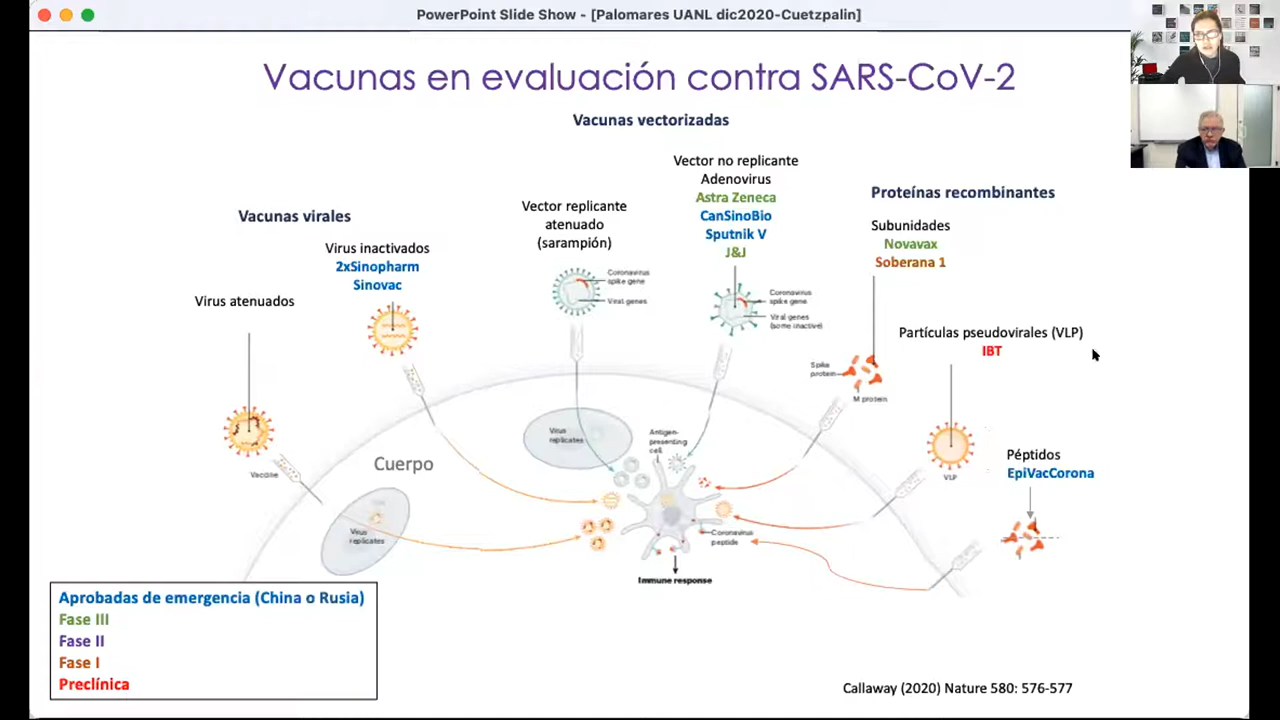 PowerPoint Slide Show - [Palomares UANL dic2020-Cuetzpalin]
Vacunas en evaluación contra SARS-CoV-2
Vacunas vectorizadas
Vacunas virales
Virus atenuados
Virus inactivados
2xSinopharm
Sinovac
Vector replicante
atenuado
(sarampión)
Coronavirus
spike gene
Viral genes
Vector no replicante
Adenovirus
Astra Zeneca
CanSinoBio
Sputnik V
J&J
Coronavirus
spike gene
Viral genes
(some inactive)
Proteínas recombinantes
Subunidades
Novavax
Soberana 1
Spike
protein
M protein
Partículas pseudovirales (VLP)
IBT
VLP
Péptidos
EpiVacCorona
Vaccine
Cuerpo
Virus
replicates
Virus
replicates
Antigen-
presenting
cell
Coronavirus
peptide
Immune response
Aprobadas de emergencia (China o Rusia)
Fase III
Fase II
Fase I
Preclínica
Callaway (2020) Nature 580: 576-577